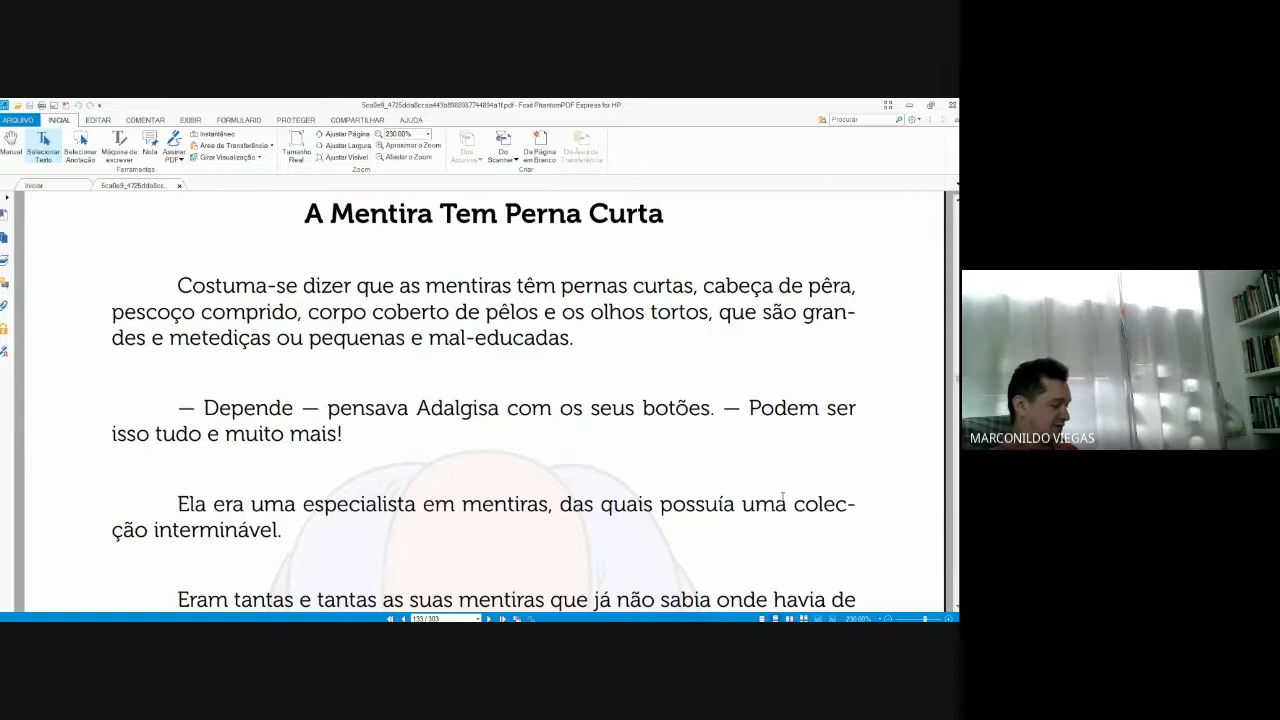 5ca0e9_4725dda8ccaa443b8988987744894a1f.pdf - Foxit PhantomPDF Express for HP
ARQUIVO INICIAL EDITAR COMENTAR EXIBIR FORMULÁRIO PROTEGER COMPARTILHAR AJUDA Procurar
Manual
Selecionar Texto
Selecionar Anotação
Máquina de escrever
Nota
Assinar PDF
Instantâneo
Área de Transferência
Girar Visualização
Ferramentas
Tamanho Real
Ajustar Página
Ajustar Largura
Ajustar Visível
230.00%
Aproximar o Zoom
Afastar o Zoom
Zoom
Dos Arquivos
Do Scanner
Da Página em Branco
Da Área de Transferência
Criar
Iniciar 5ca0e9_4725dda8cc...
A Mentira Tem Perna Curta
Costuma-se dizer que as mentiras têm pernas curtas, cabeça de pêra,
pescoço comprido, corpo coberto de pêlos e os olhos tortos, que são gran-
des e metediças ou pequenas e mal-educadas.
— Depende — pensava Adalgisa com os seus botões. — Podem ser
isso tudo e muito mais!
Ela era uma especialista em mentiras, das quais possuía uma colec-
ção interminável.
Eram tantas e tantas as suas mentiras que já não sabia onde havia de
133 / 303 230.00%
MARCONILDO VIEGAS